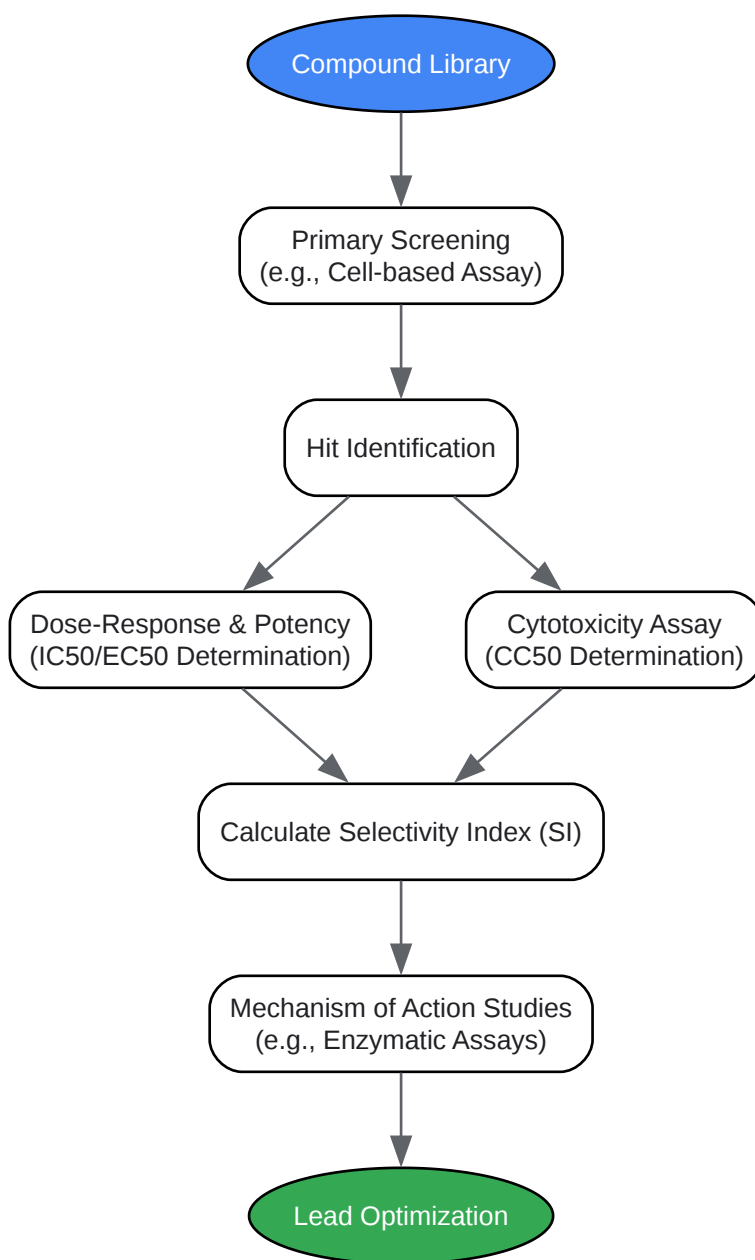 Compound Library
Primary Screening
(e.g., Cell-based Assay)
Hit Identification
Dose-Response & Potency
(IC50/EC50 Determination)
Cytotoxicity Assay
(CC50 Determination)
Calculate Selectivity Index (SI)
Mechanism of Action Studies
(e.g., Enzymatic Assays)
Lead Optimization